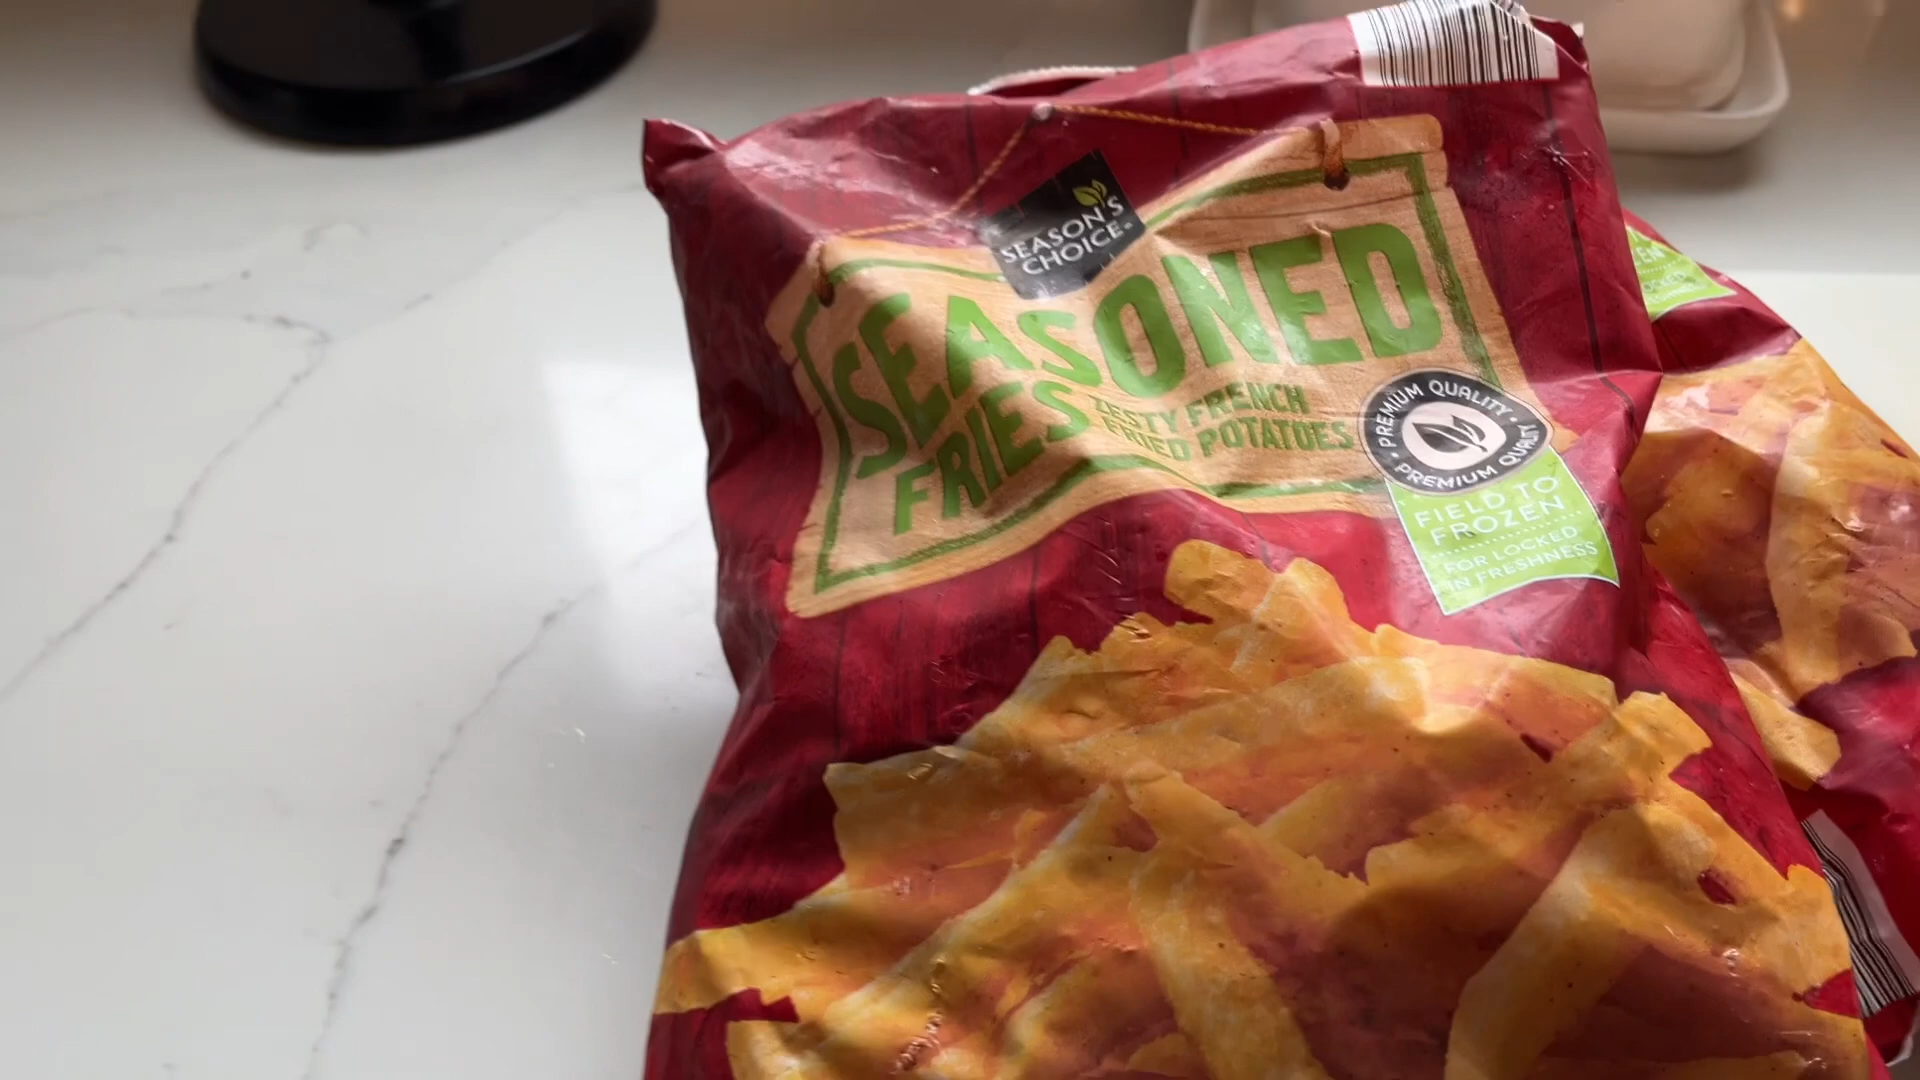 SEASON'S
CHOICE
SEASONED
FRIES
ZESTY FRENCH
FRIED POTATOES
PREMIUM QUALITY • PREMIUM QUALITY •
FIELD TO
FROZEN
FOR LOCKED
IN FRESHNESS